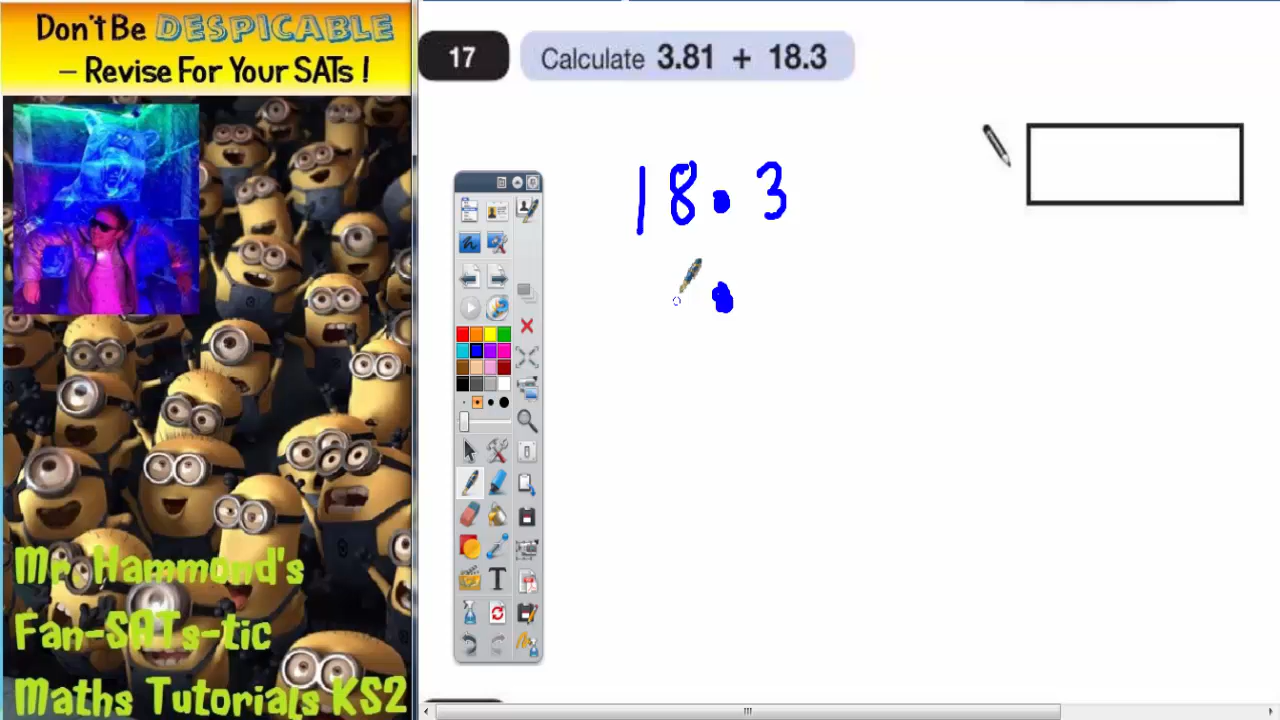 Don't Be DESPICABLE
– Revise For Your SATs !
17
Calculate 3.81 + 18.3
18.3
.
Mr. Hammond's
Fan-SATs-tic
Maths Tutorials KS2